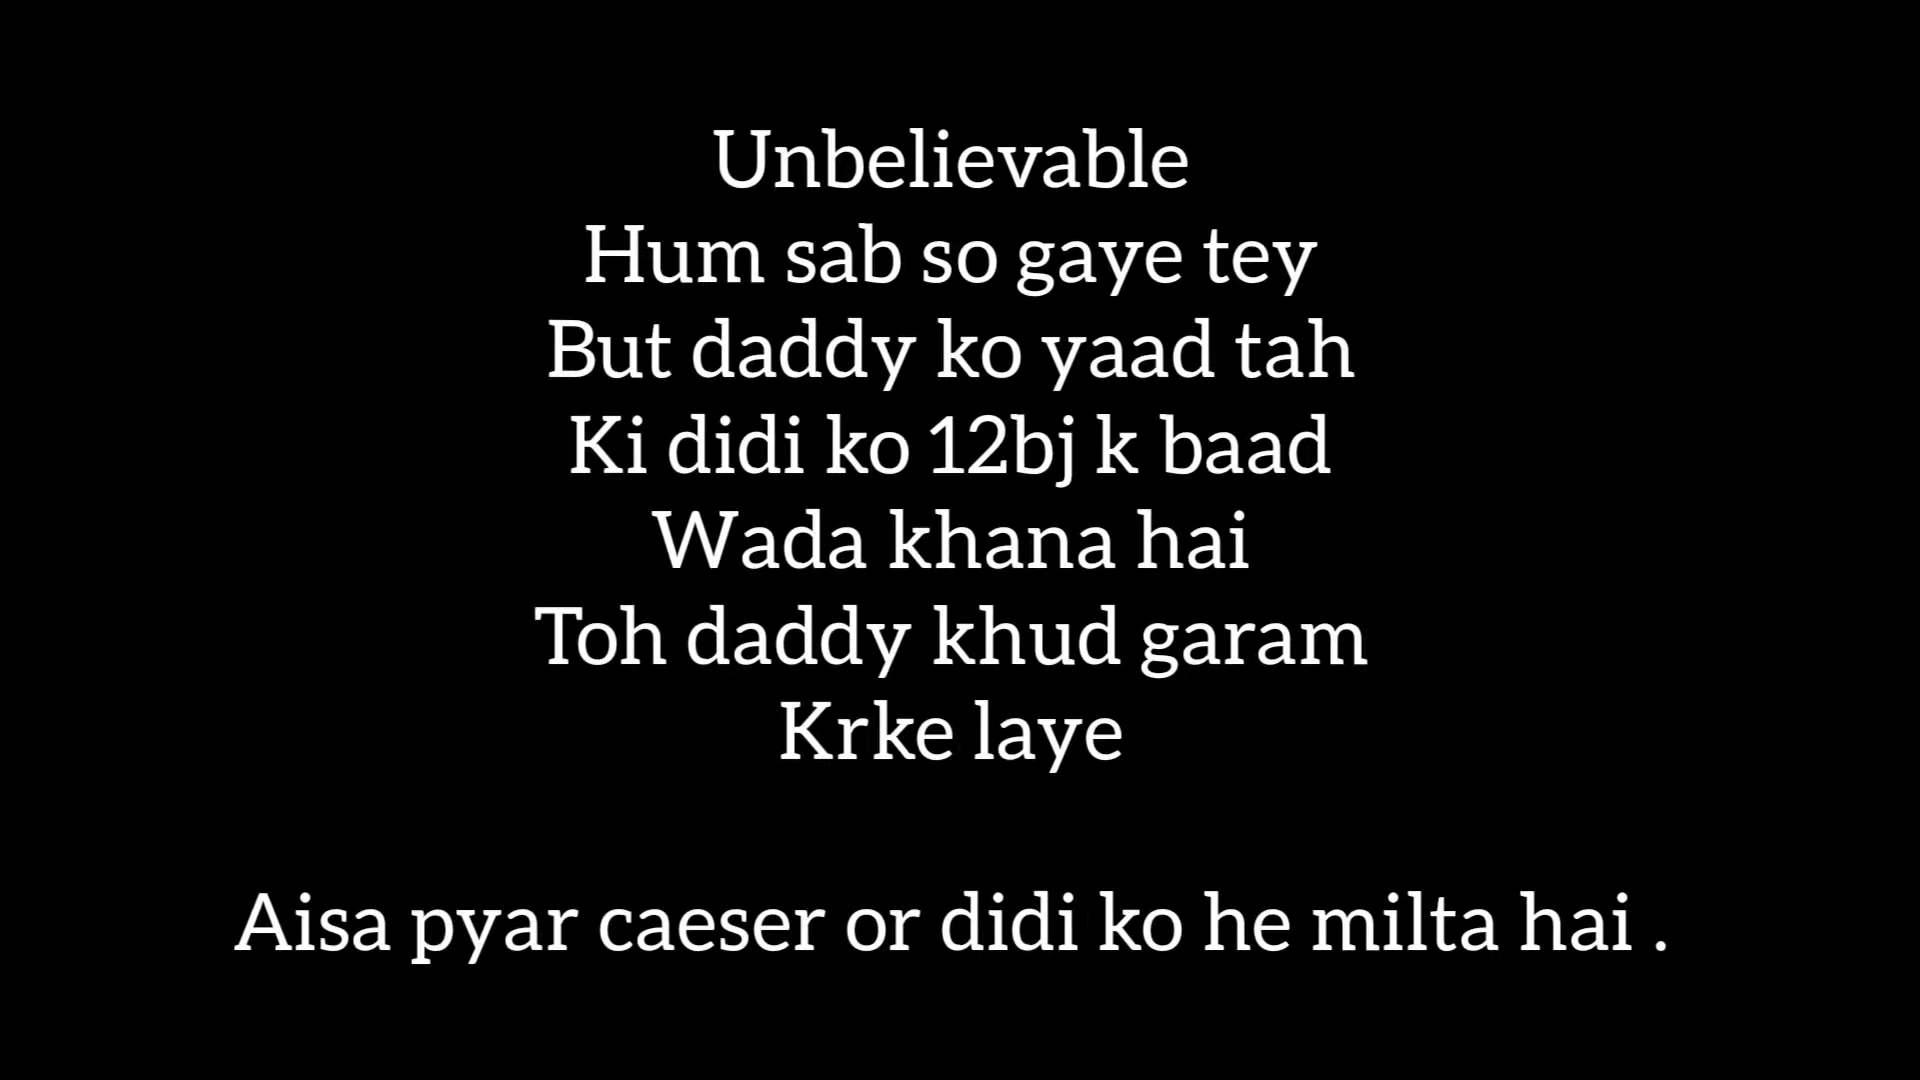 Unbelievable
Hum sab so gaye tey
But daddy ko yaad tah
Ki didi ko 12bj k baad
Wada khana hai
Toh daddy khud garam
Krke laye
Aisa pyar caeser or didi ko he milta hai .